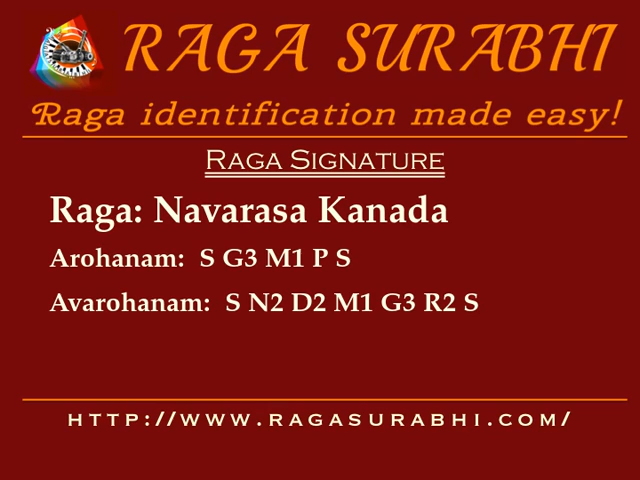 RAGA SURABHI
Raga identification made easy!
RAGA SIGNATURE
Raga: Navarasa Kanada
Arohanam: S G3 M1 P S
Avarohanam: S N2 D2 M1 G3 R2 S
HTTP://WWW.RAGASURABHI.COM/